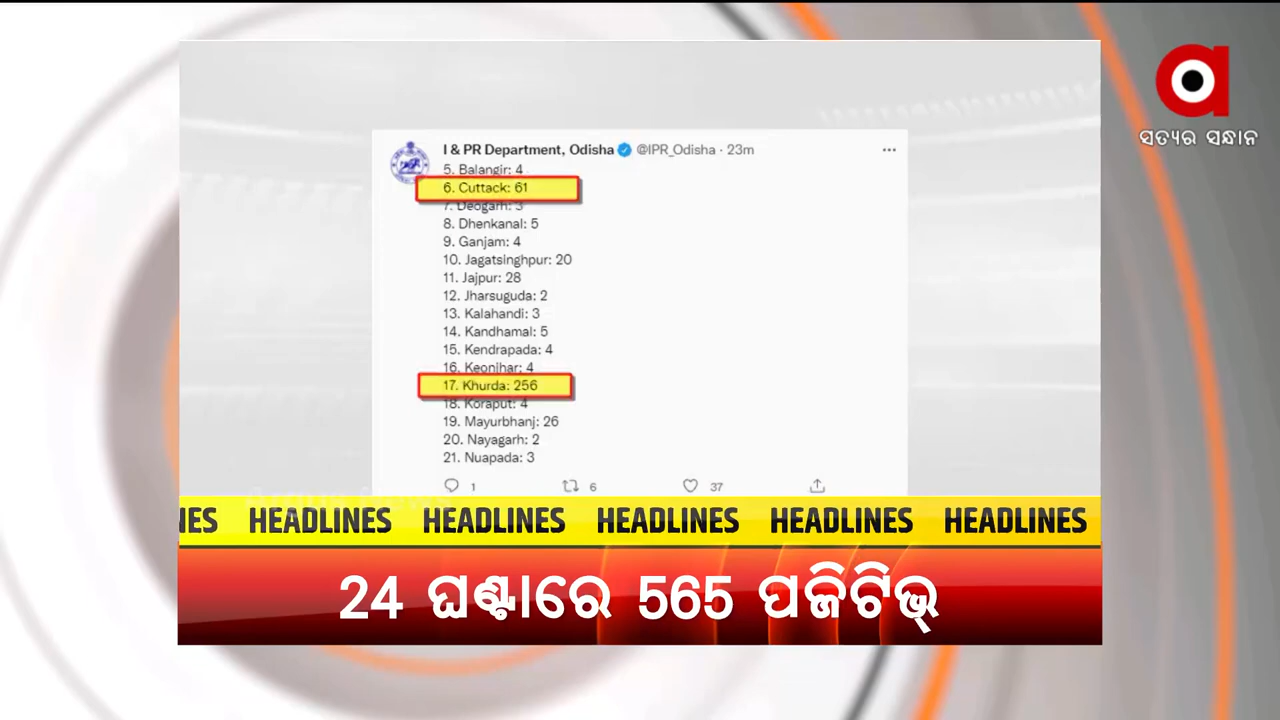 ସତ୍ୟର ସନ୍ଧାନ
I & PR Department, Odisha @IPR_Odisha · 23m
5. Balangir: 4
6. Cuttack: 61
7. Deogarh: 3
8. Dhenkanal: 5
9. Ganjam: 4
10. Jagatsinghpur: 20
11. Jajpur: 28
12. Jharsuguda: 2
13. Kalahandi: 3
14. Kandhamal: 5
15. Kendrapada: 4
16. Keonjhar: 4
17. Khurda: 256
18. Koraput: 4
19. Mayurbhanj: 26
20. Nayagarh: 2
21. Nuapada: 3
1 6 37
Argus News
NES HEADLINES HEADLINES HEADLINES HEADLINES HEADLINES
24 ଘଣ୍ଟାରେ 565 ପଜିଟିଭ୍